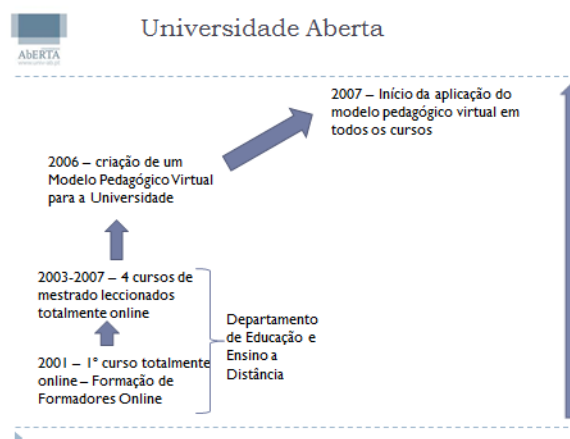 Universidade Aberta
AbERTA
2007 – Início da aplicação do
modelo pedagógico virtual em
todos os cursos
2006 – criação de um
Modelo Pedagógico Virtual
para a Universidade
2003-2007 – 4 cursos de
mestrado leccionados
totalmente online
Departamento
de Educação e
Ensino a
Distância
2001 – 1º curso totalmente
online – Formação de
Formadores Online